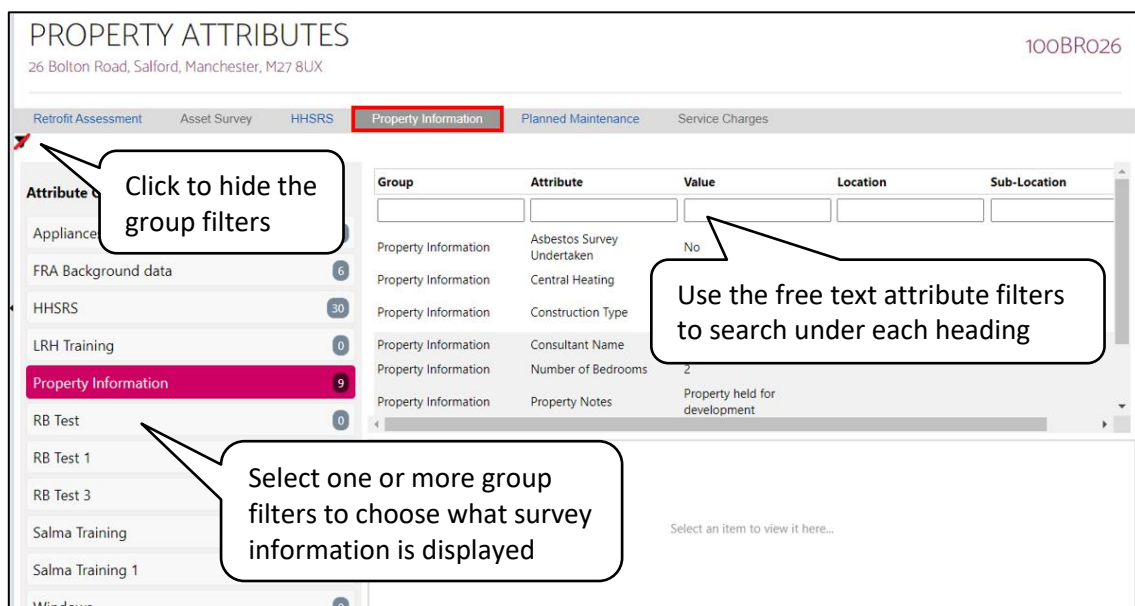 PROPERTY ATTRIBUTES
26 Bolton Road, Salford, Manchester, M27 8UX
100BR026
Retrofit Assessment Asset Survey HHSRS Property Information Planned Maintenance Service Charges
Click to hide the
group filters
Attribute
Appliances
FRA Background data 6
HHSRS 30
LRH Training 0
Property Information 9
RB Test 0
RB Test 1
RB Test 3
Salma Training
Salma Training 1
Windows
Select one or more group
filters to choose what survey
information is displayed
Group Attribute Value Location Sub-Location
Property Information Asbestos Survey
Undertaken No
Property Information Central Heating
Property Information Construction Type
Property Information Consultant Name
Property Information Number of Bedrooms 2
Property Information Property Notes Property held for
development
Use the free text attribute filters
to search under each heading
Select an item to view it here...